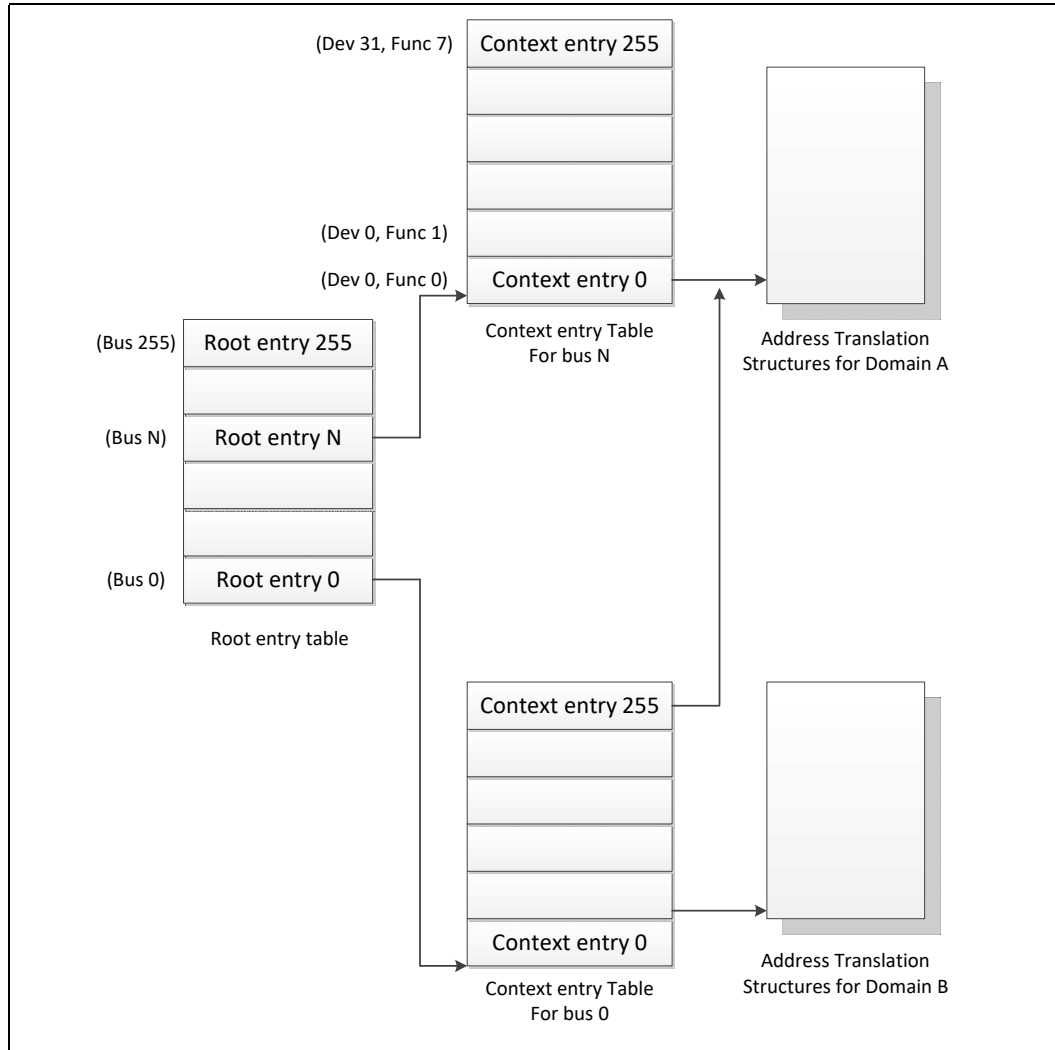 (Dev 31, Func 7)
Context entry 255
(Dev 0, Func 1)
(Dev 0, Func 0)
Context entry 0
Context entry Table
For bus N
Address Translation
Structures for Domain A
(Bus 255)
Root entry 255
(Bus N)
Root entry N
(Bus 0)
Root entry 0
Root entry table
Context entry 255
Context entry 0
Context entry Table
For bus 0
Address Translation
Structures for Domain B